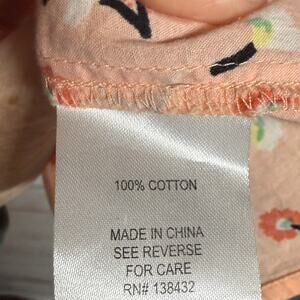 100% COTTON
MADE IN CHINA
SEE REVERSE
FOR CARE
RN# 138432